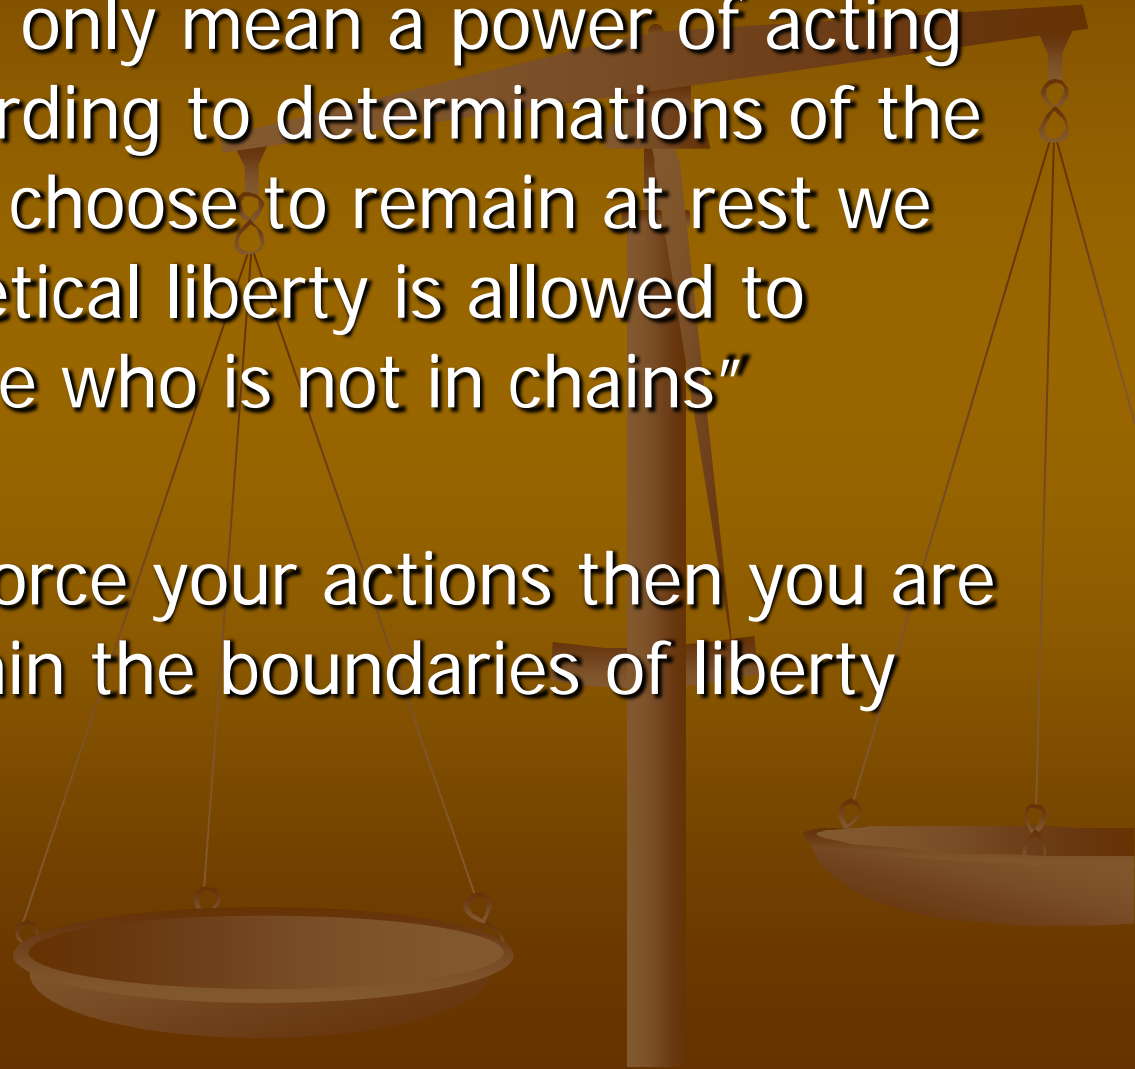 only mean a power of acting
rding to determinations of the
choose to remain at rest we
etical liberty is allowed to
e who is not in chains”
orce your actions then you are
in the boundaries of liberty